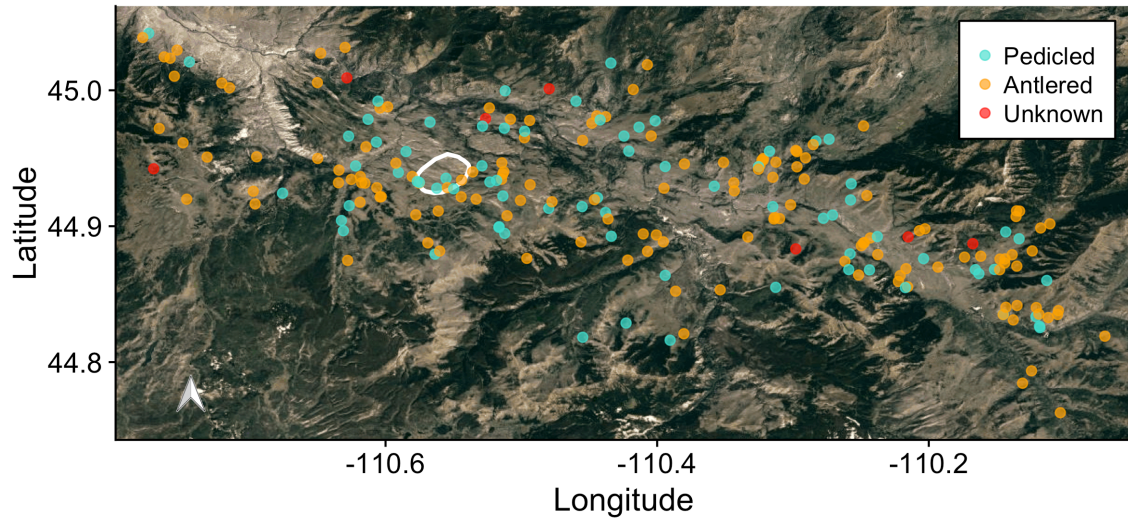 Pedicled
Antlered
Unknown
45.0
44.9
44.8
Latitude
-110.6
-110.4
-110.2
Longitude